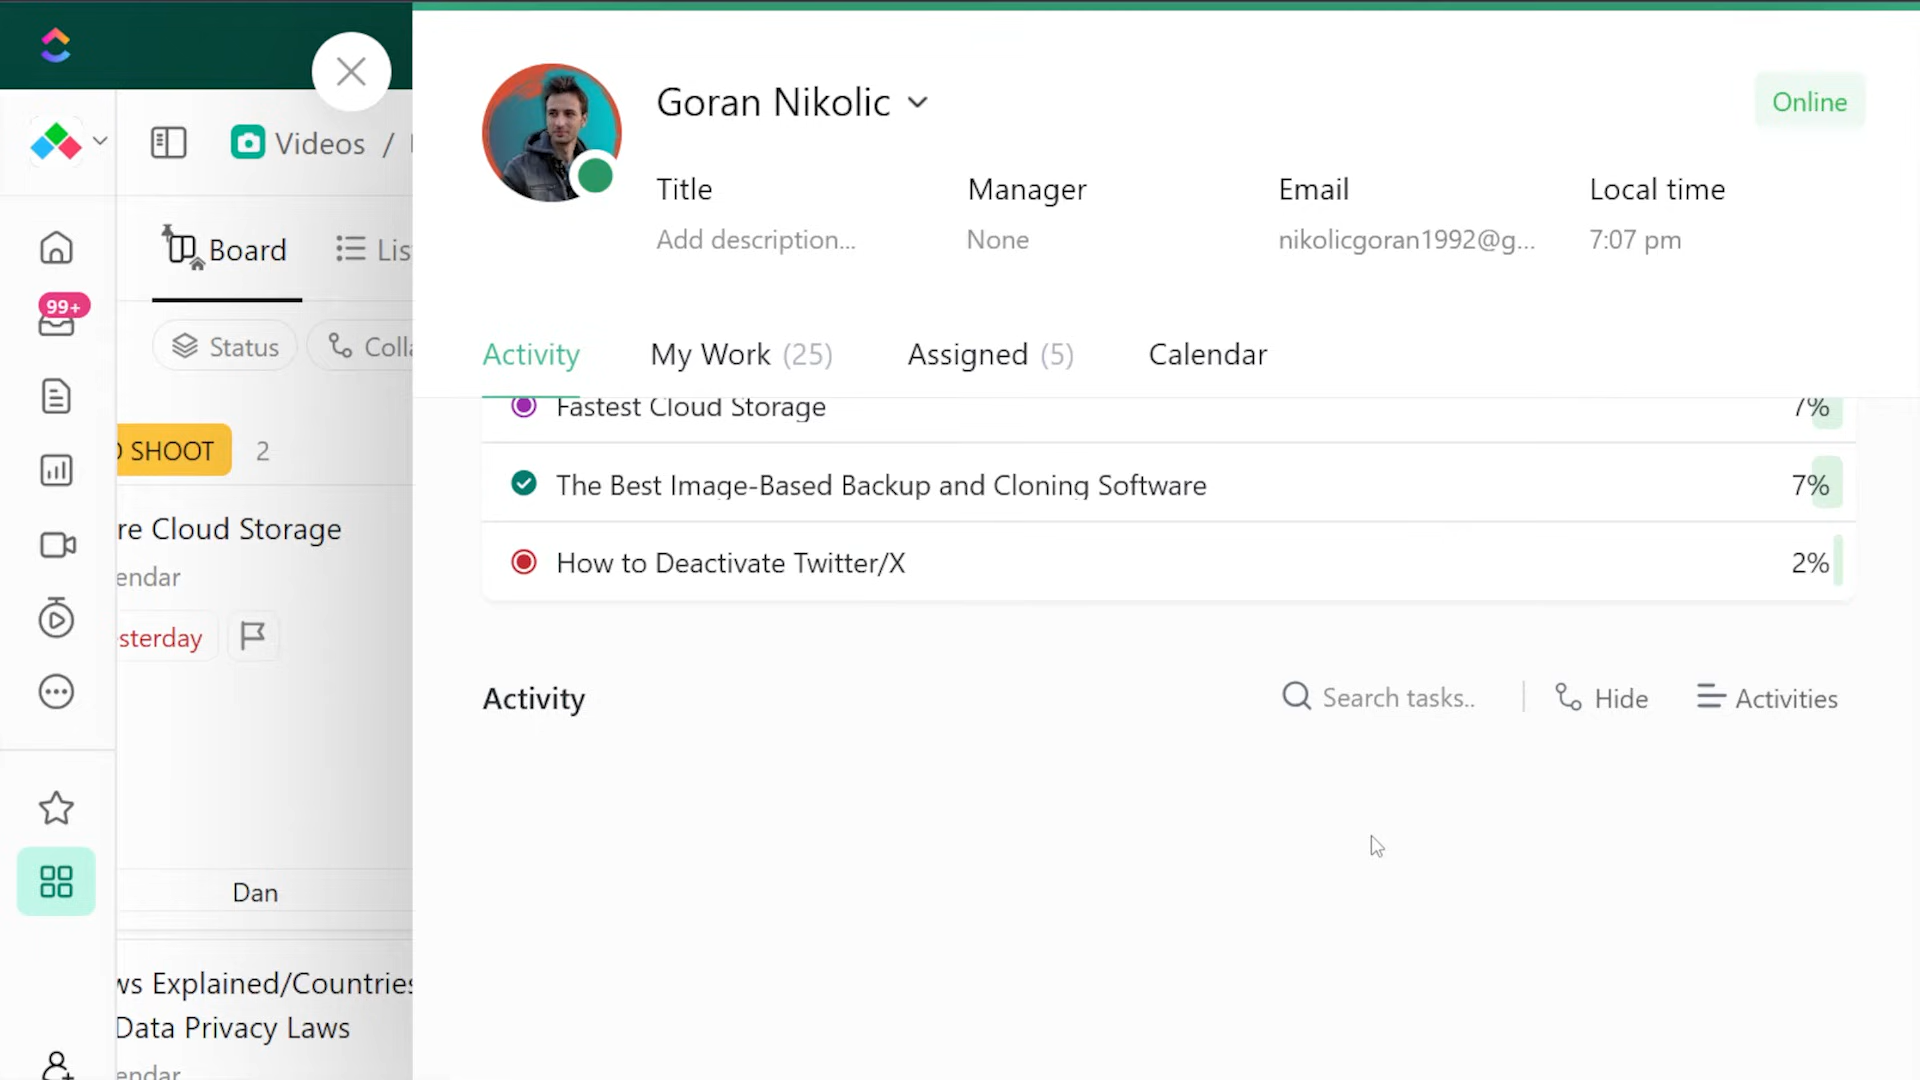 Goran Nikolic
Online
Title
Manager
Email
Local time
Add description...
None
nikolicgoran1992@g...
7:07 pm
Activity
My Work (25)
Assigned (5)
Calendar
Fastest Cloud Storage
7%
The Best Image-Based Backup and Cloning Software
7%
How to Deactivate Twitter/X
2%
Activity
Search tasks..
Hide
Activities
Videos /
Board
Lis
99+
Status
Colla
SHOOT 2
re Cloud Storage
endar
sterday
Dan
ws Explained/Countries
Data Privacy Laws
endar